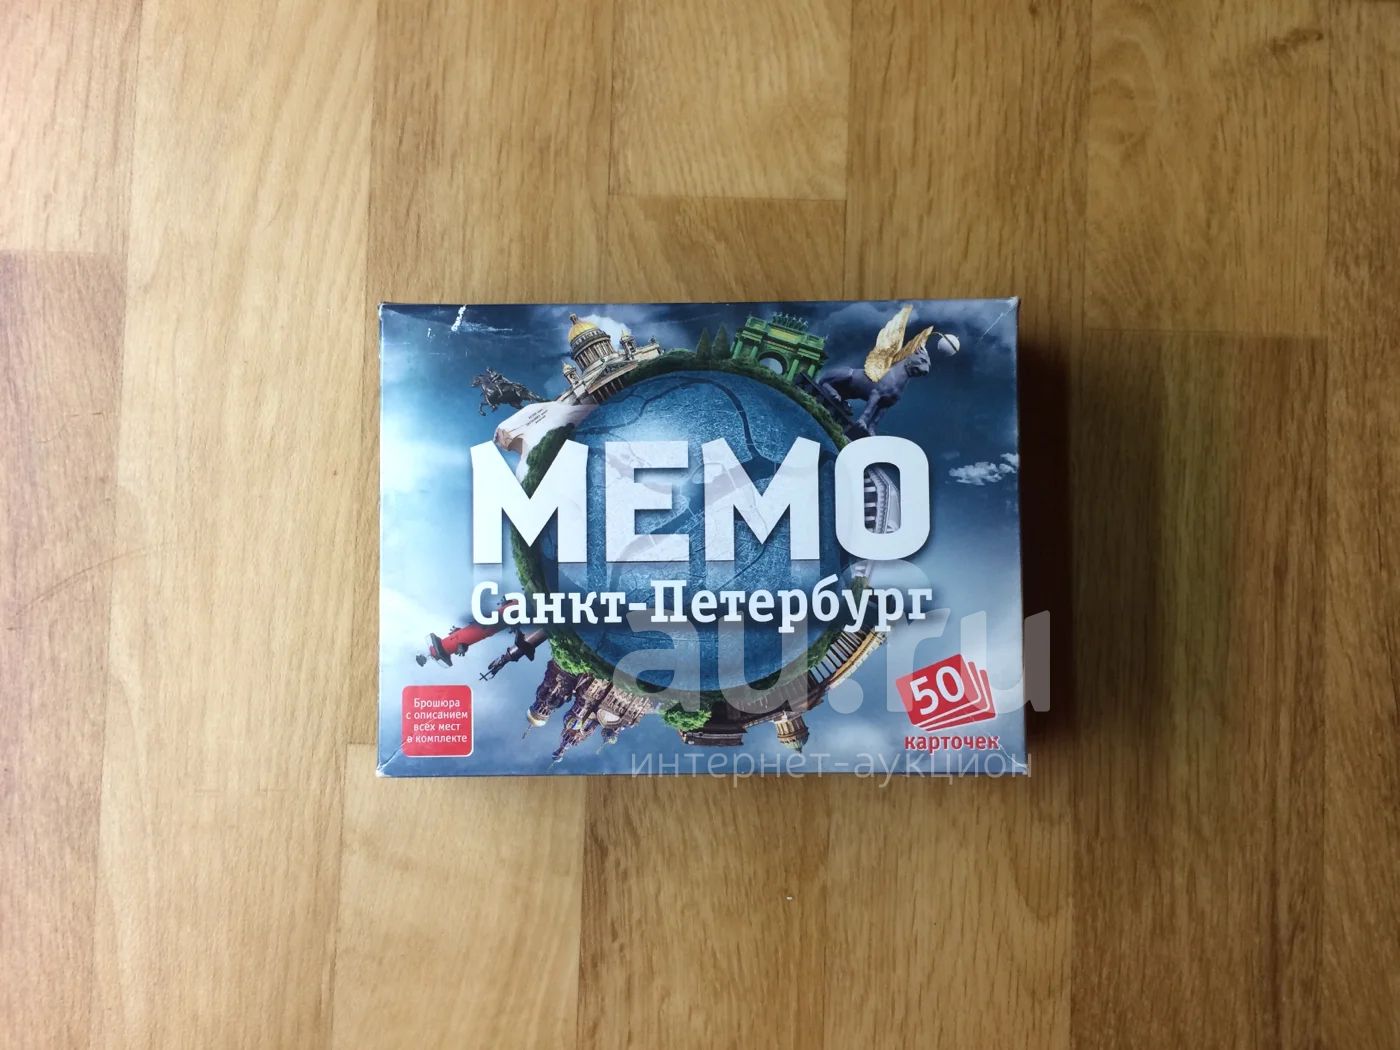 МЕМО
Санкт-Петербург
Брошюра
с описанием
всех мест
в комплекте
50
карточек
au.ru
интернет-аукцион